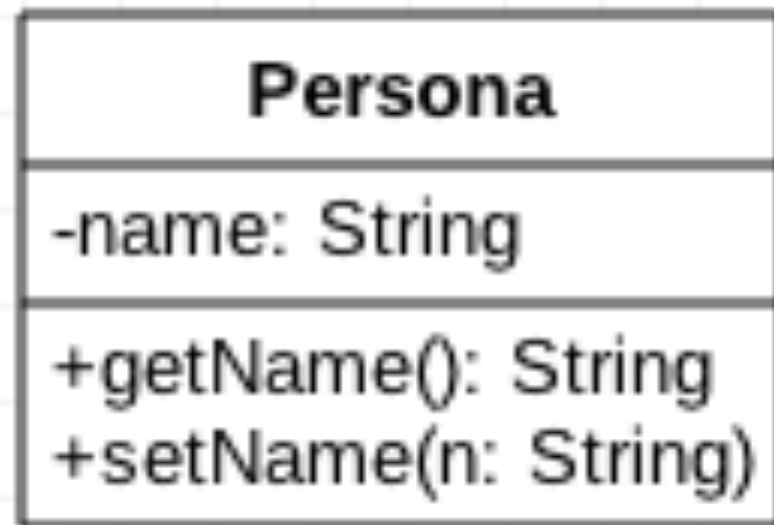 Persona
-name: String
+getName(): String
+setName(n: String)